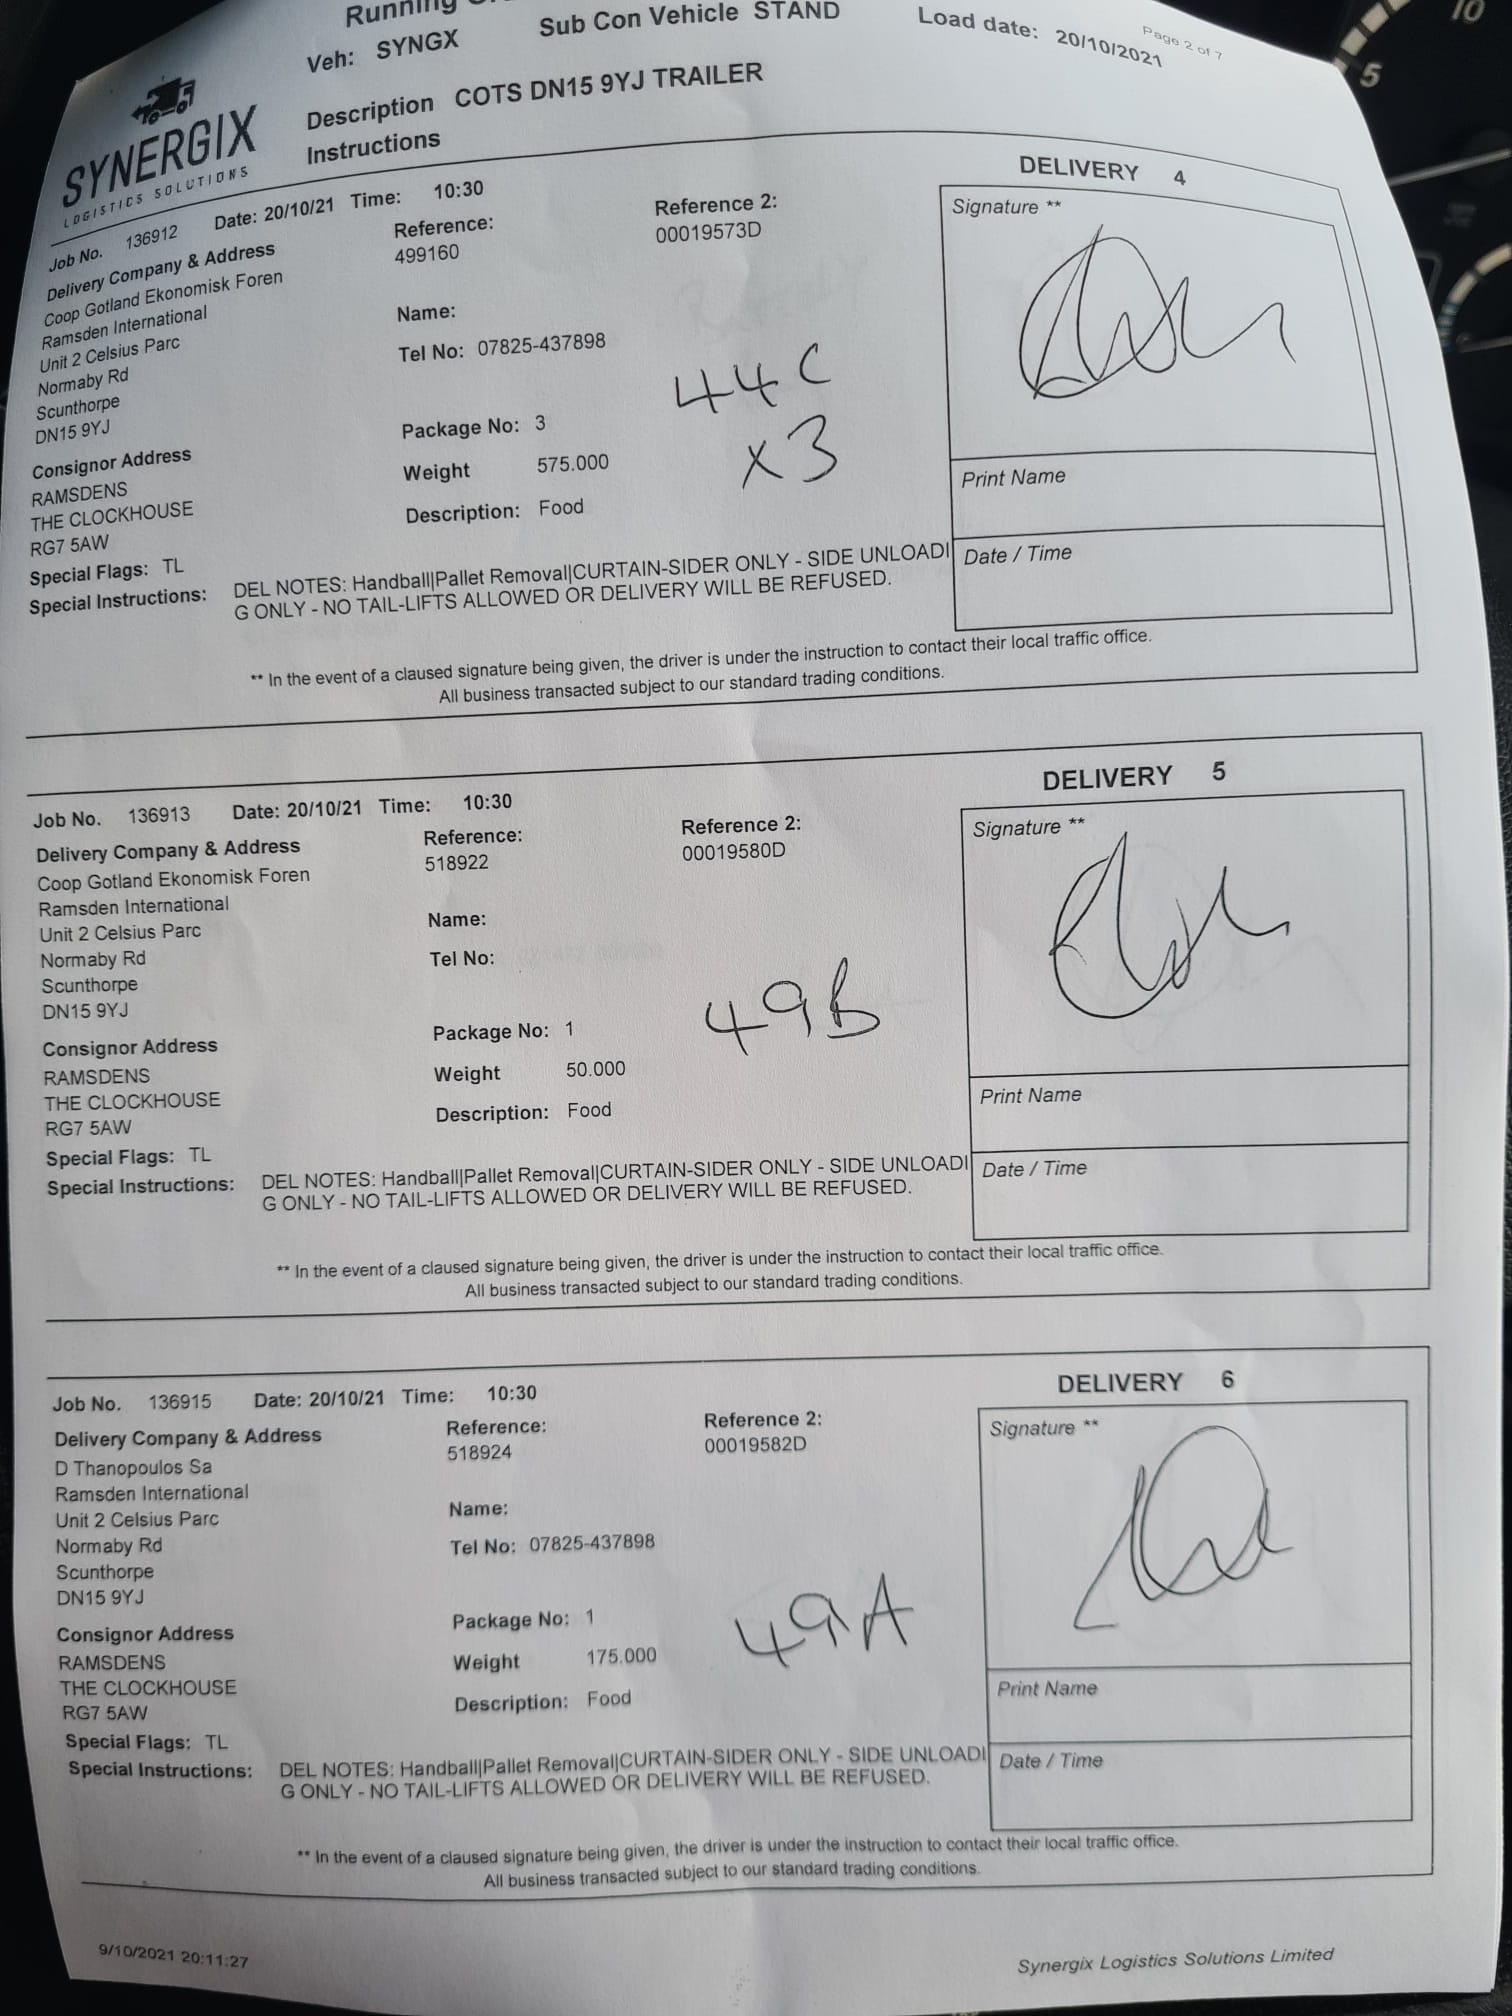 Running
Veh: SYNGX
Sub Con Vehicle STAND
Load date: 20/10/2021
Page 2 of 7
Description COTS DN15 9YJ TRAILER
Instructions
SYNERGIX
LOGISTICS SOLUTIONS
DELIVERY 4
Job No. 136912 Date: 20/10/21 Time: 10:30
Delivery Company & Address
Coop Gotland Ekonomisk Foren
Ramsden International
Unit 2 Celsius Parc
Normaby Rd
Scunthorpe
DN15 9YJ
Consignor Address
RAMSDENS
THE CLOCKHOUSE
RG7 5AW
Reference:
499160
Reference 2:
00019573D
Name:
Tel No: 07825-437898
Package No: 3
Weight 575.000
Description: Food
44C
x3
Signature **
Print Name
Date / Time
Special Flags: TL
Special Instructions: DEL NOTES: Handball|Pallet Removal|CURTAIN-SIDER ONLY - SIDE UNLOADI
G ONLY - NO TAIL-LIFTS ALLOWED OR DELIVERY WILL BE REFUSED.
** In the event of a claused signature being given, the driver is under the instruction to contact their local traffic office.
All business transacted subject to our standard trading conditions.
DELIVERY 5
Job No. 136913 Date: 20/10/21 Time: 10:30
Delivery Company & Address
Coop Gotland Ekonomisk Foren
Ramsden International
Unit 2 Celsius Parc
Normaby Rd
Scunthorpe
DN15 9YJ
Consignor Address
RAMSDENS
THE CLOCKHOUSE
RG7 5AW
Reference:
518922
Reference 2:
00019580D
Name:
Tel No:
Package No: 1
Weight 50.000
Description: Food
49B
Signature **
Print Name
Date / Time
Special Flags: TL
Special Instructions: DEL NOTES: Handball|Pallet Removal|CURTAIN-SIDER ONLY - SIDE UNLOADI
G ONLY - NO TAIL-LIFTS ALLOWED OR DELIVERY WILL BE REFUSED.
** In the event of a claused signature being given, the driver is under the instruction to contact their local traffic office.
All business transacted subject to our standard trading conditions.
DELIVERY 6
Job No. 136915 Date: 20/10/21 Time: 10:30
Delivery Company & Address
D Thanopoulos Sa
Ramsden International
Unit 2 Celsius Parc
Normaby Rd
Scunthorpe
DN15 9YJ
Consignor Address
RAMSDENS
THE CLOCKHOUSE
RG7 5AW
Reference:
518924
Reference 2:
00019582D
Name:
Tel No: 07825-437898
Package No: 1
Weight 175.000
Description: Food
49A
Signature **
Print Name
Date / Time
Special Flags: TL
Special Instructions: DEL NOTES: Handball|Pallet Removal|CURTAIN-SIDER ONLY - SIDE UNLOADI
G ONLY - NO TAIL-LIFTS ALLOWED OR DELIVERY WILL BE REFUSED.
** In the event of a claused signature being given, the driver is under the instruction to contact their local traffic office.
All business transacted subject to our standard trading conditions.
9/10/2021 20:11:27
Synergix Logistics Solutions Limited
10
5